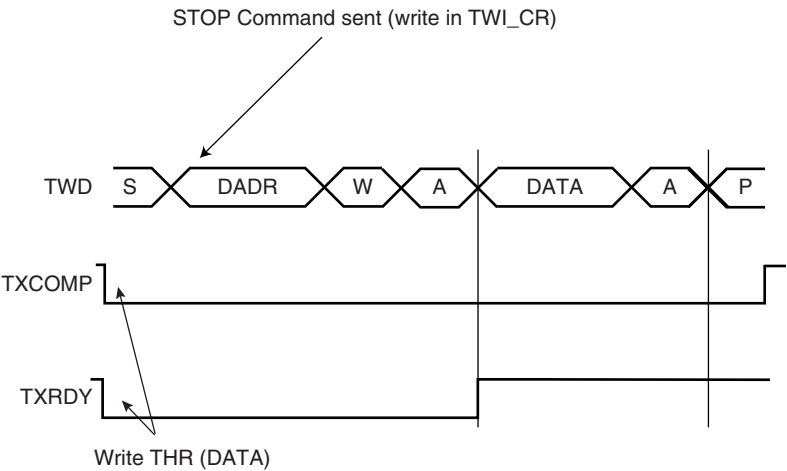 STOP Command sent (write in TWI_CR)
TWD S DADR W A DATA A P
TXCOMP
TXRDY
Write THR (DATA)